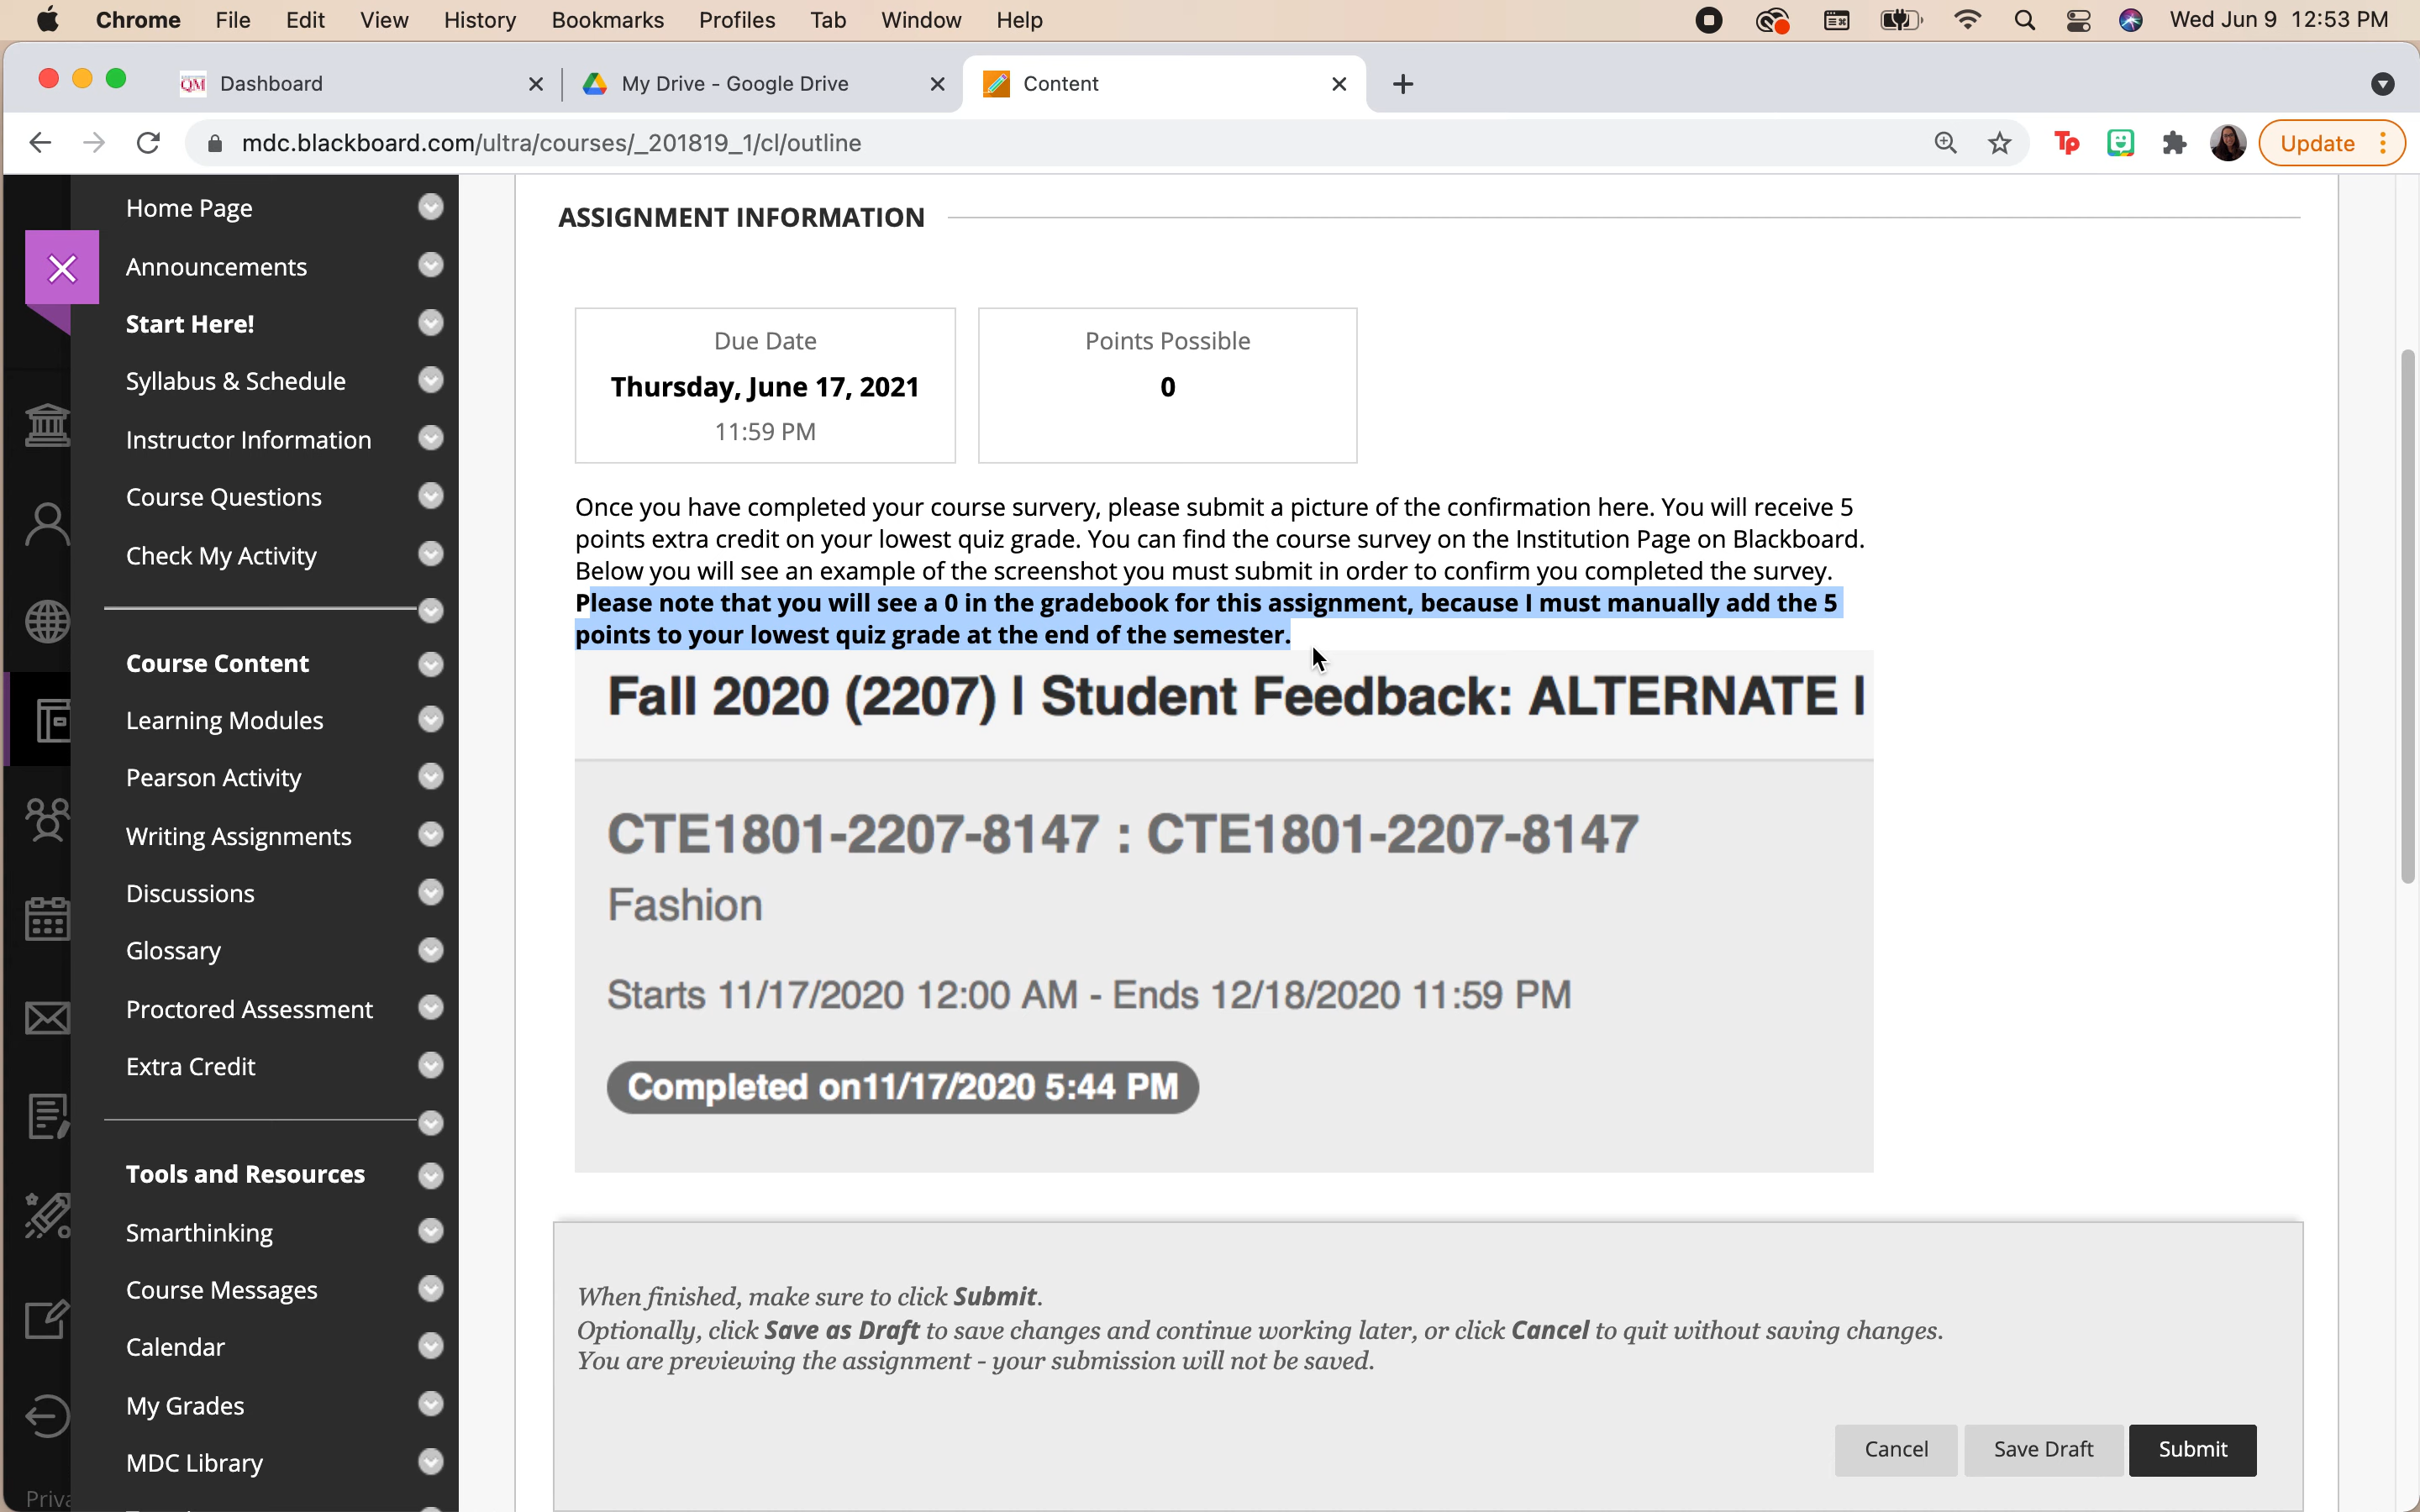 Chrome File Edit View History Bookmarks Profiles Tab Window Help Wed Jun 9 12:53 PM
QM Dashboard My Drive - Google Drive Content
mdc.blackboard.com/ultra/courses/_201819_1/cl/outline Tp Update
Home Page
Announcements
Start Here!
Syllabus & Schedule
Instructor Information
Course Questions
Check My Activity
Course Content
Learning Modules
Pearson Activity
Writing Assignments
Discussions
Glossary
Proctored Assessment
Extra Credit
Tools and Resources
Smarthinking
Course Messages
Calendar
My Grades
MDC Library
Priva
ASSIGNMENT INFORMATION
Due Date
Thursday, June 17, 2021
11:59 PM
Points Possible
0
Once you have completed your course survery, please submit a picture of the confirmation here. You will receive 5
points extra credit on your lowest quiz grade. You can find the course survey on the Institution Page on Blackboard.
Below you will see an example of the screenshot you must submit in order to confirm you completed the survey.
Please note that you will see a 0 in the gradebook for this assignment, because I must manually add the 5
points to your lowest quiz grade at the end of the semester.
Fall 2020 (2207) | Student Feedback: ALTERNATE |
CTE1801-2207-8147 : CTE1801-2207-8147
Fashion
Starts 11/17/2020 12:00 AM - Ends 12/18/2020 11:59 PM
Completed on11/17/2020 5:44 PM
When finished, make sure to click Submit.
Optionally, click Save as Draft to save changes and continue working later, or click Cancel to quit without saving changes.
You are previewing the assignment - your submission will not be saved.
Cancel Save Draft Submit